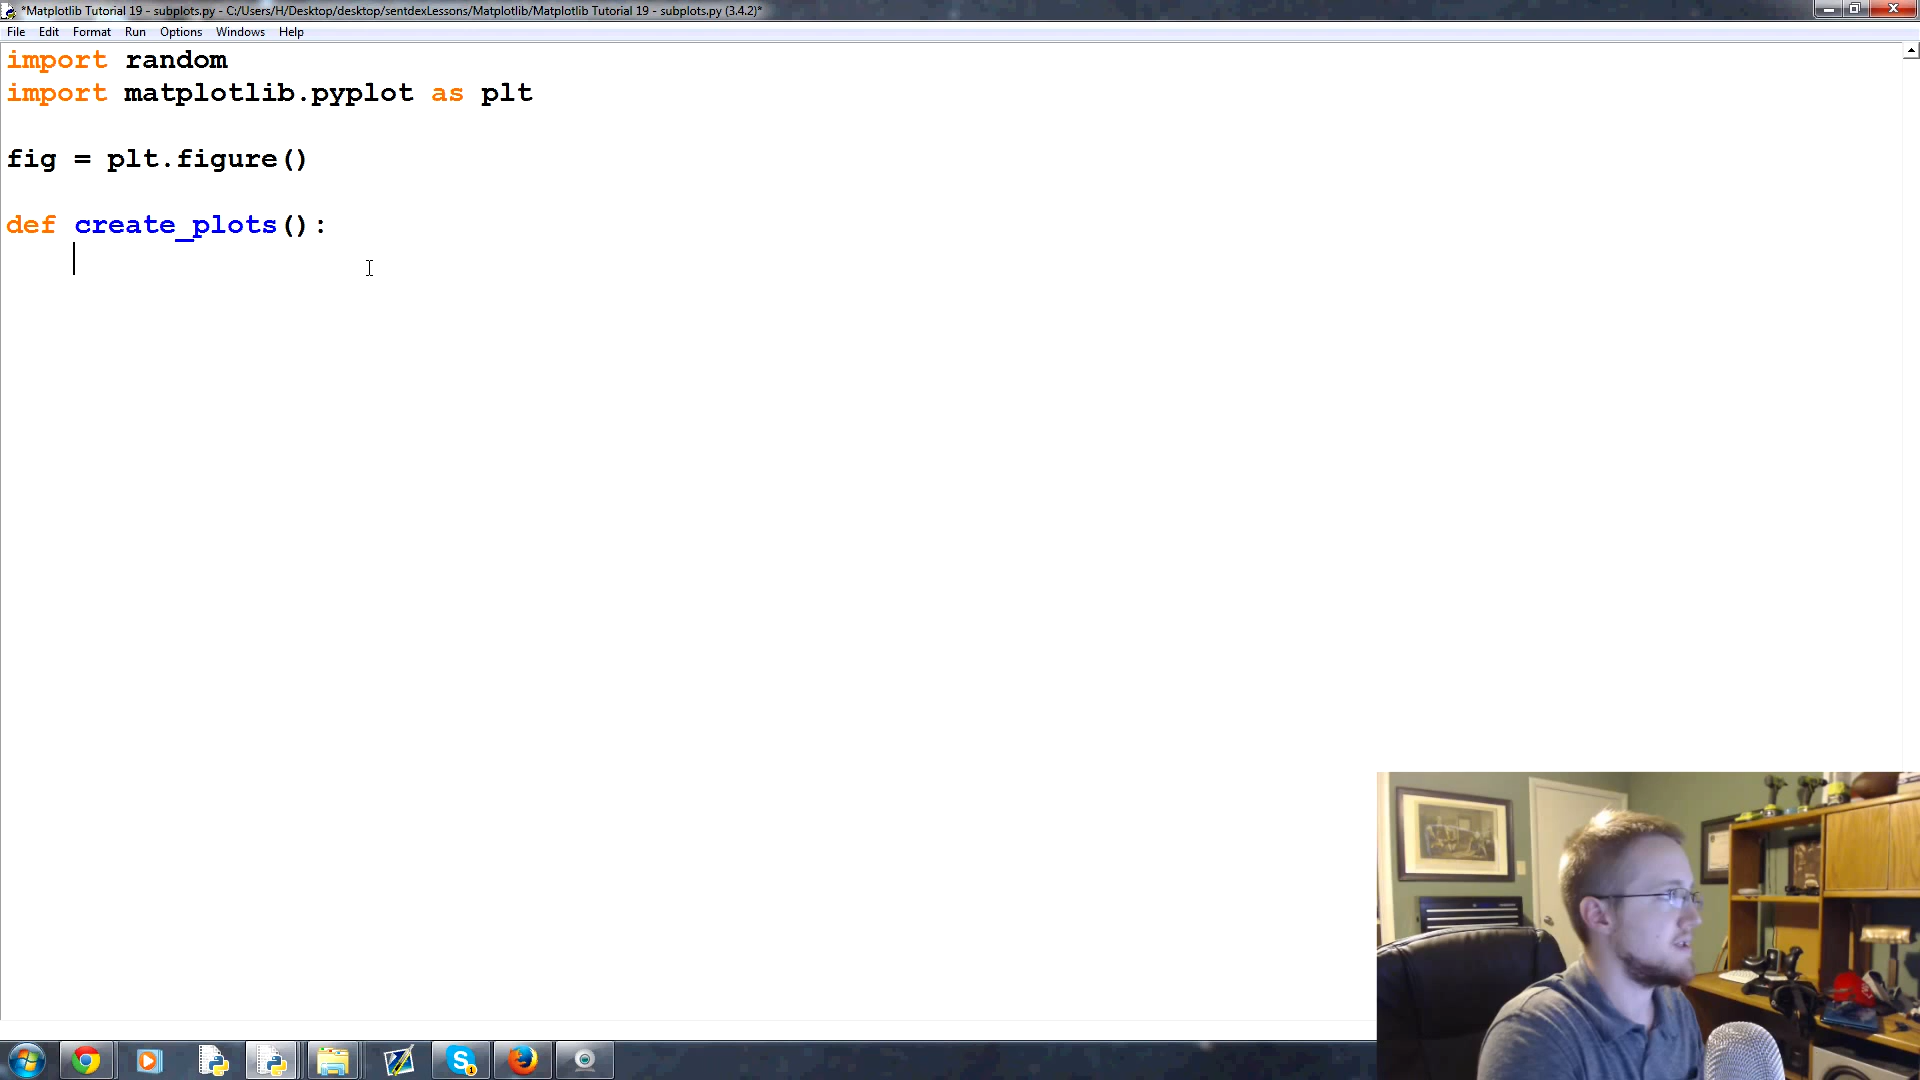 *Matplotlib Tutorial 19 - subplots.py - C:/Users/H/Desktop/desktop/sentdexLessons/Matplotlib/Matplotlib Tutorial 19 - subplots.py (3.4.2)*
File Edit Format Run Options Windows Help
import random
import matplotlib.pyplot as plt
fig = plt.figure()
def create_plots():